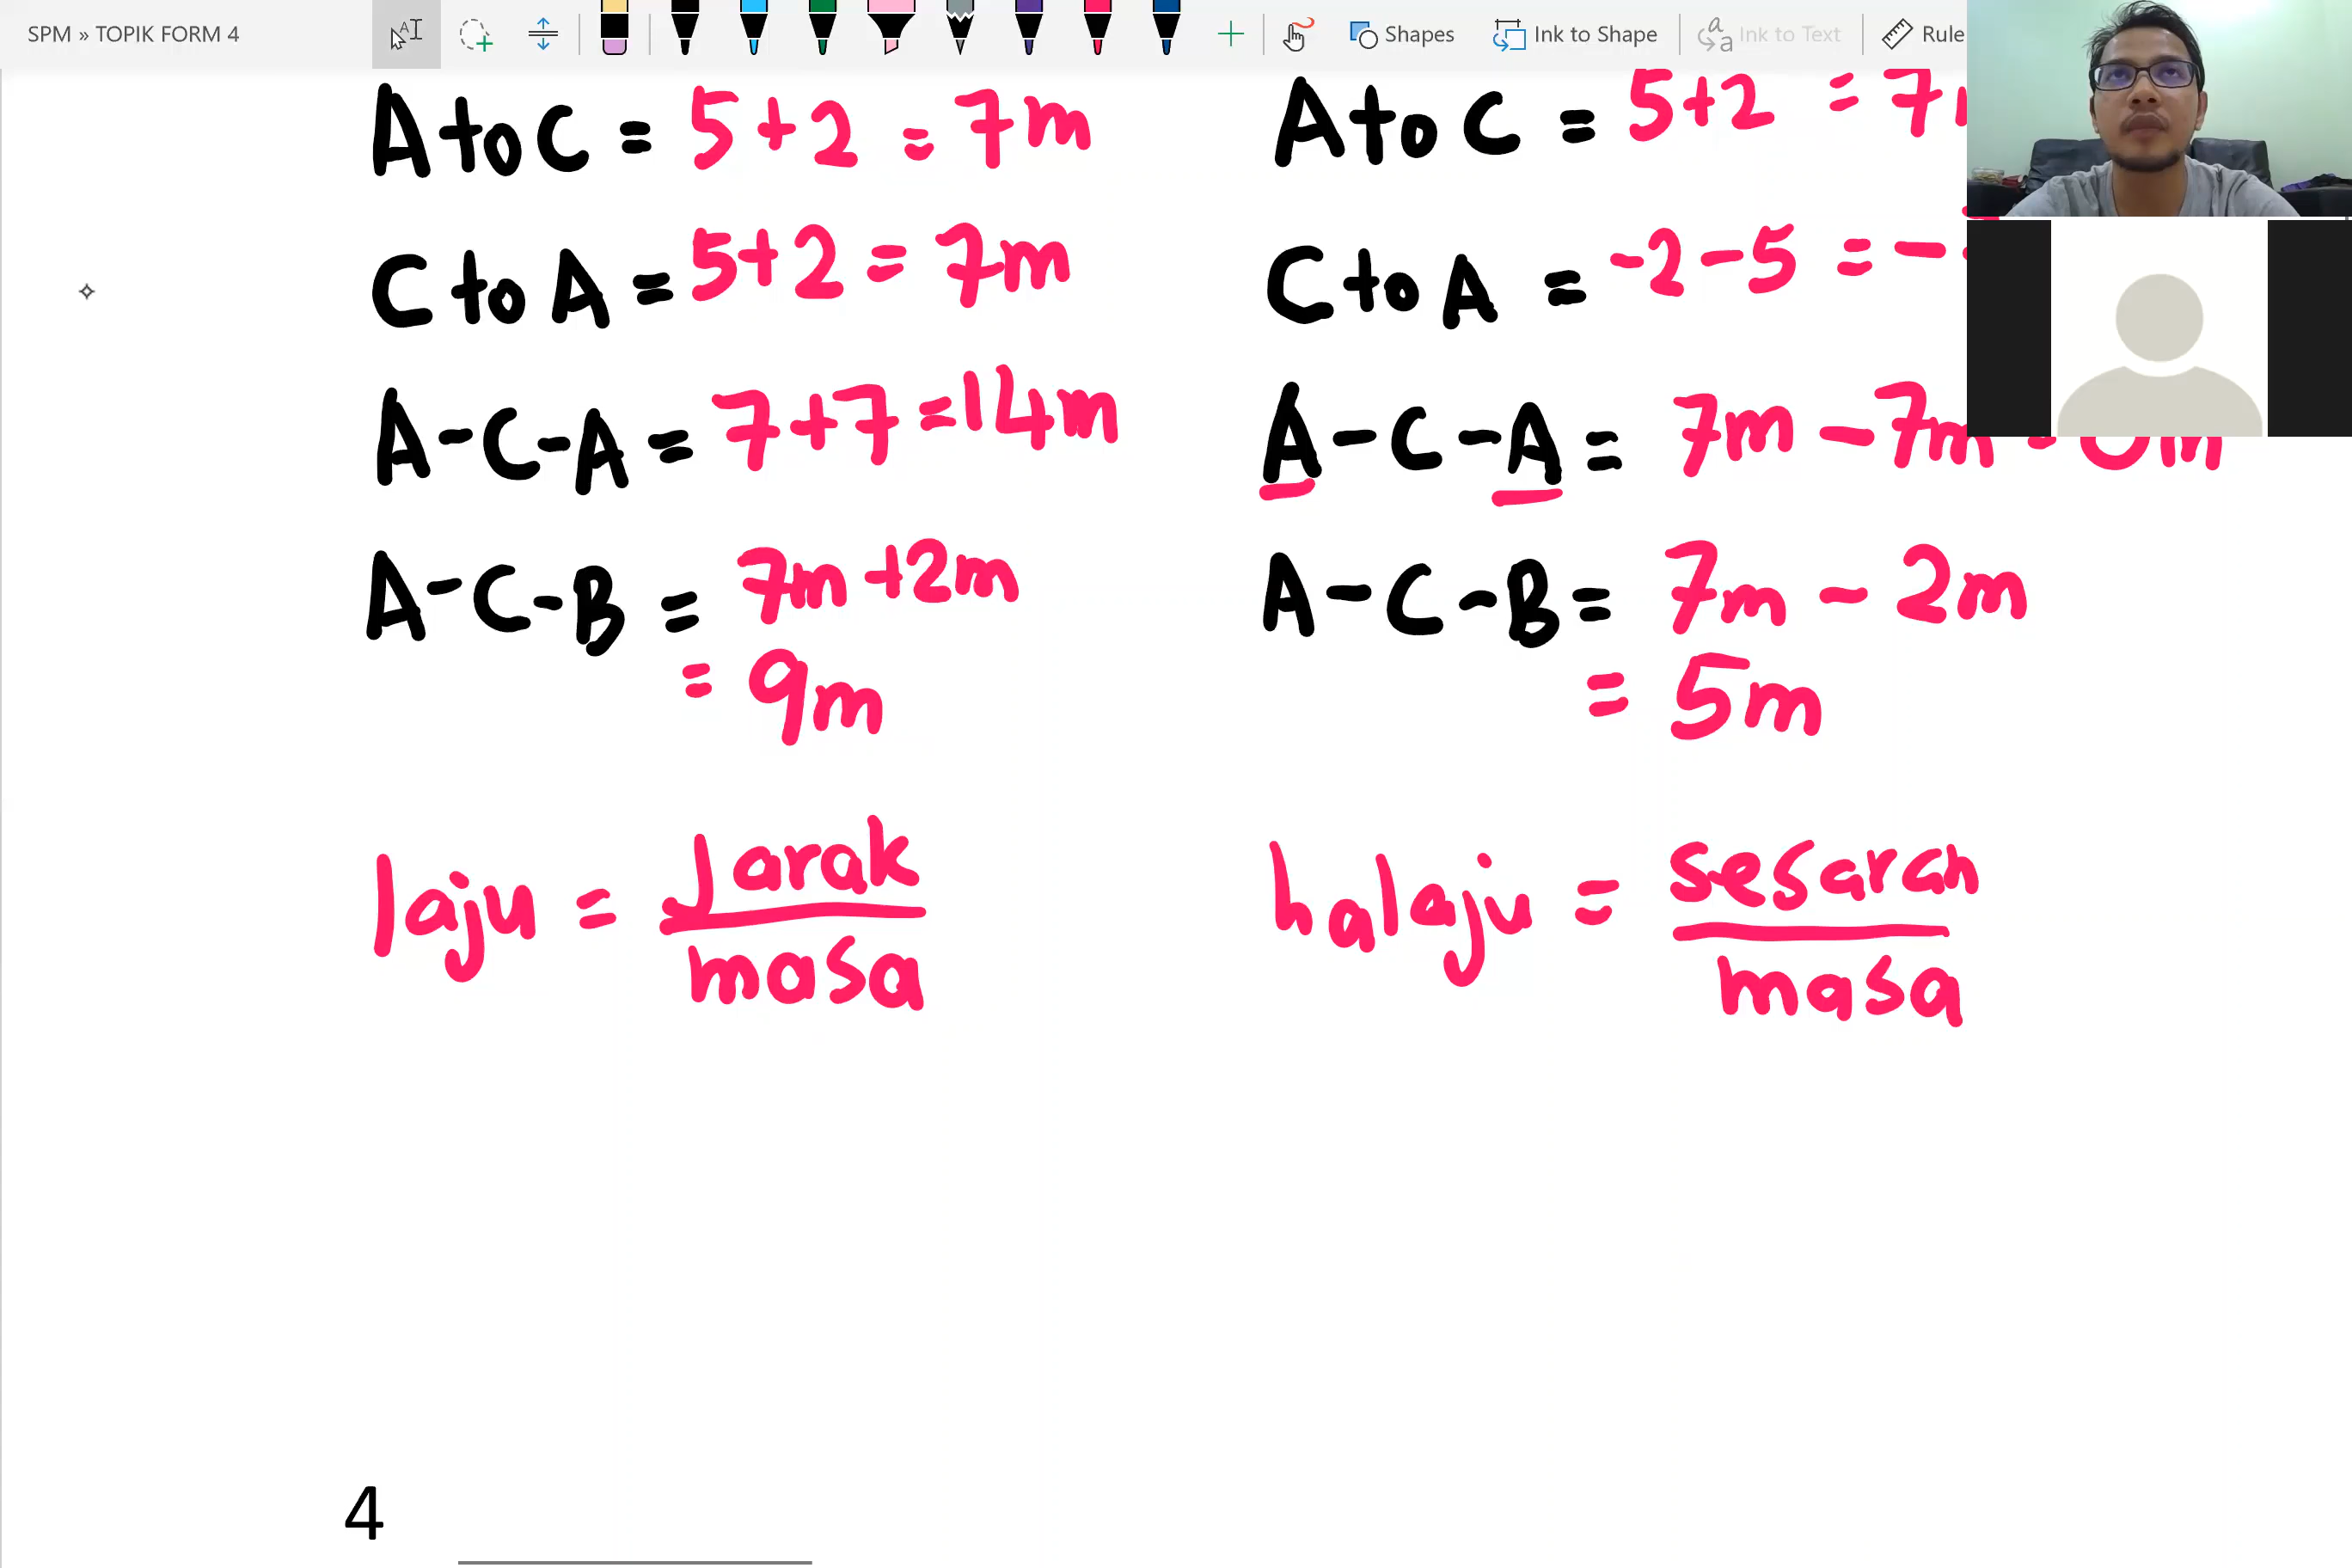 SPM » TOPIK FORM 4
Shapes Ink to Shape Ink to Text Rule
A to C = 5+2 = 7m
C to A = 5+2 = 7m
A-C-A = 7+7=14m
A-C-B = 7m +2m
= 9m
laju = Jarak
masa
A to C = 5+2 = 7
C to A = -2-5 = -
A-C-A = 7m - 7m = 0m
A-C-B = 7m - 2m
= 5m
halaju = sesaran
masa
4